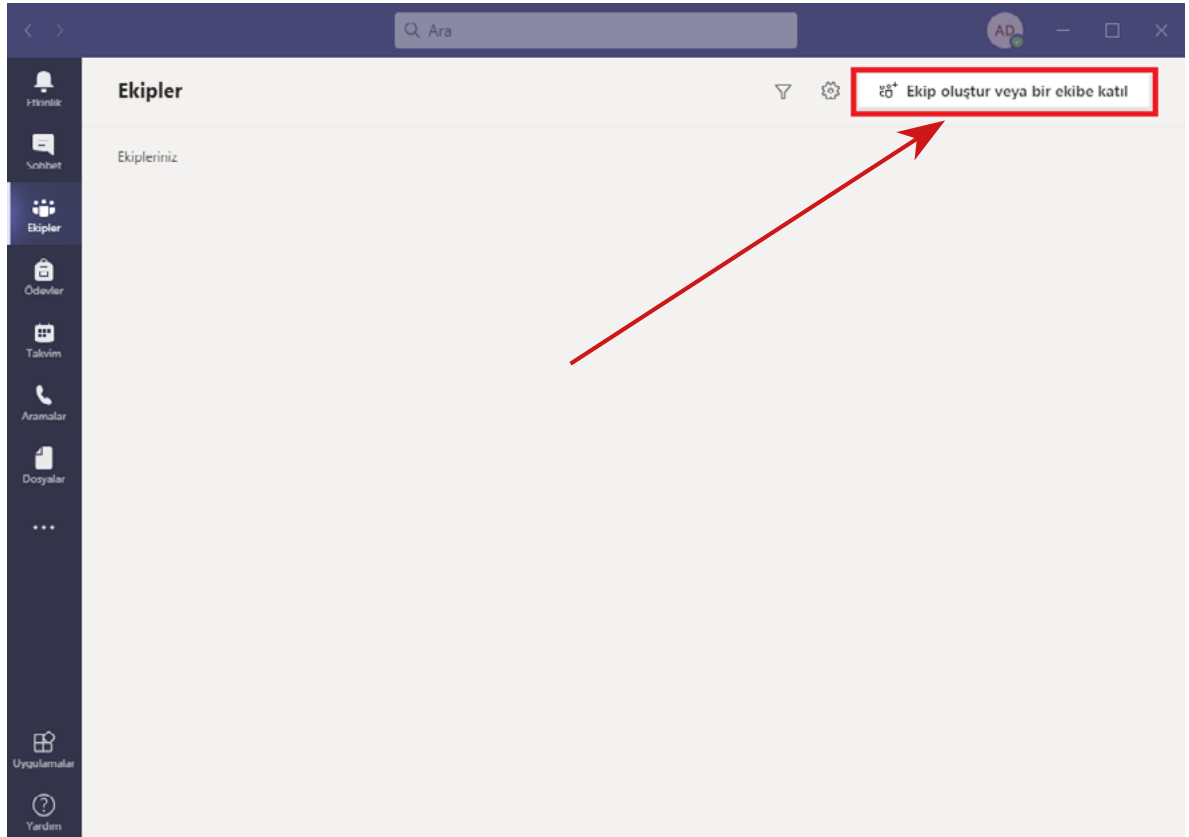 Ara
AD
Etkinlik
Ekipler
Ekip oluştur veya bir ekibe katıl
Sohbet
Ekipleriniz
Ekipler
Ödevler
Takvim
Aramalar
Dosyalar
Uygulamalar
Yardım